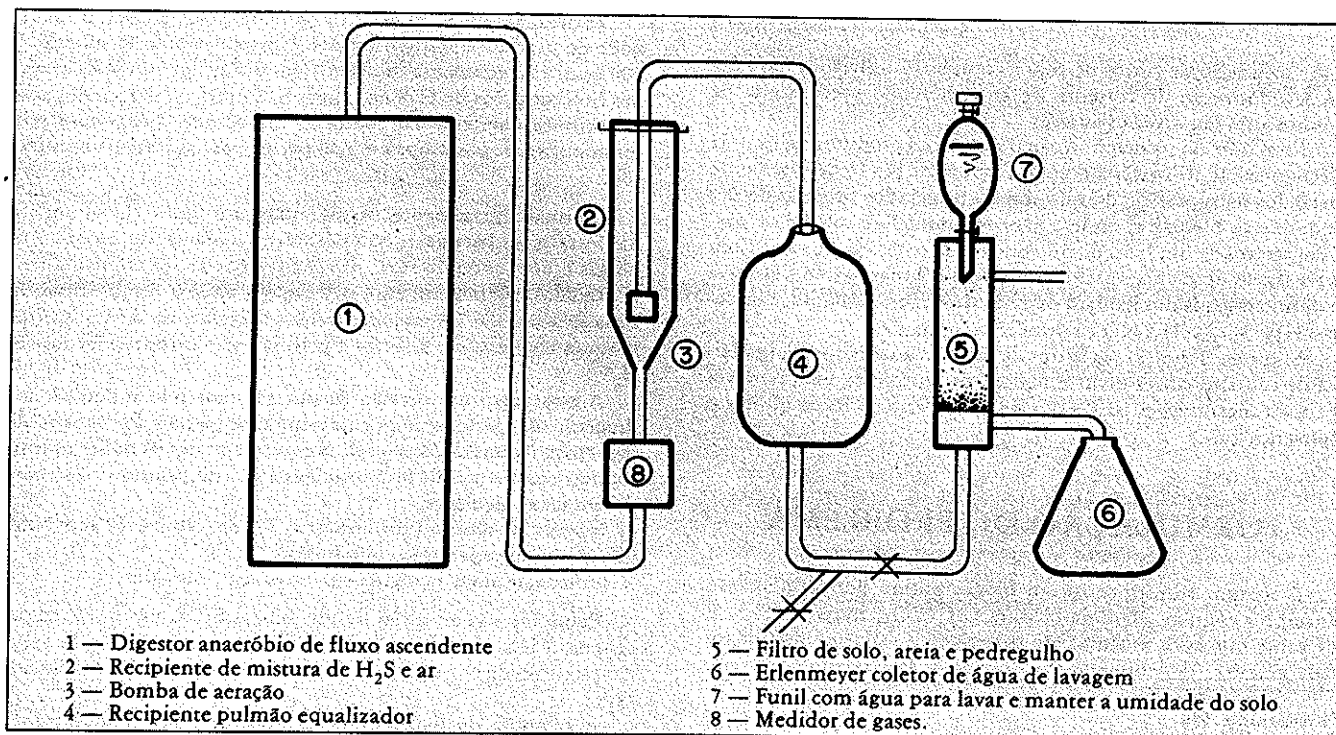 ①
②
③
④
⑤
⑥
⑦
⑧
1 — Digestor anaeróbio de fluxo ascendente
2 — Recipiente de mistura de H₂S e ar
3 — Bomba de aeração
4 — Recipiente pulmão equalizador
5 — Filtro de solo, areia e pedregulho
6 — Erlenmeyer coletor de água de lavagem
7 — Funil com água para lavar e manter a umidade do solo
8 — Medidor de gases.